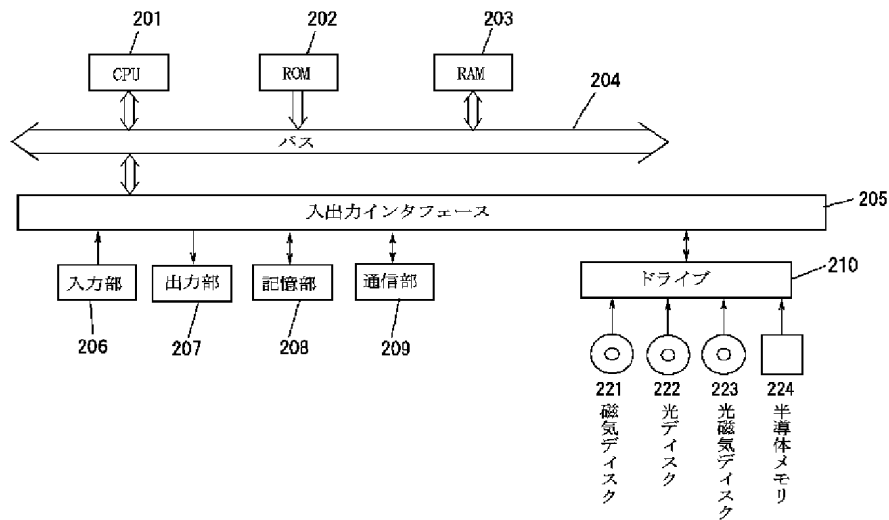 201
202
203
CPU
ROM
RAM
204
バス
入出力インタフェース
205
入力部
出力部
記憶部
通信部
ドライブ
210
206
207
208
209
221
222
223
224
磁気ディスク
光ディスク
光磁気ディスク
半導体メモリ